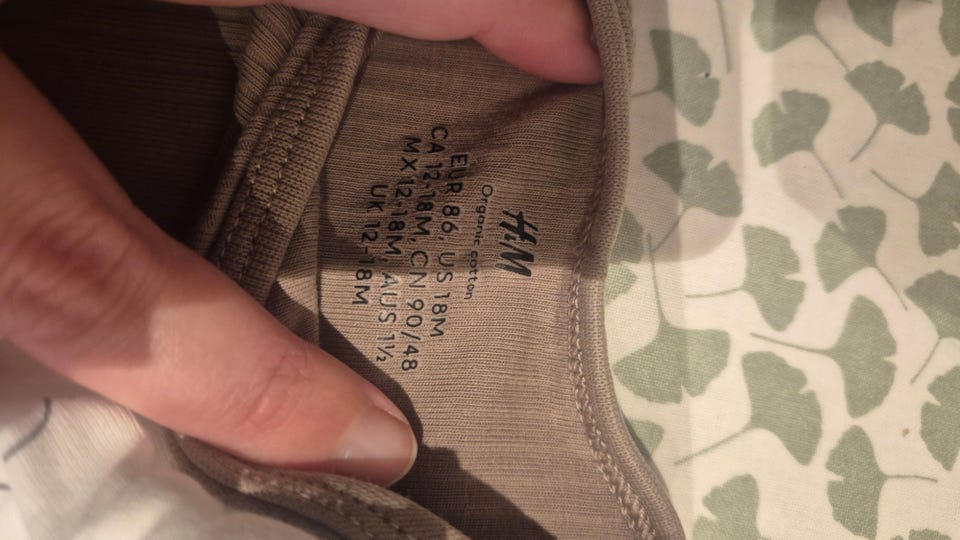 H&M
Organic cotton
EUR 86, US 18M
CA 12-18M, CN 90/48
MX 12-18M, AUS 1½
UK 12-18M